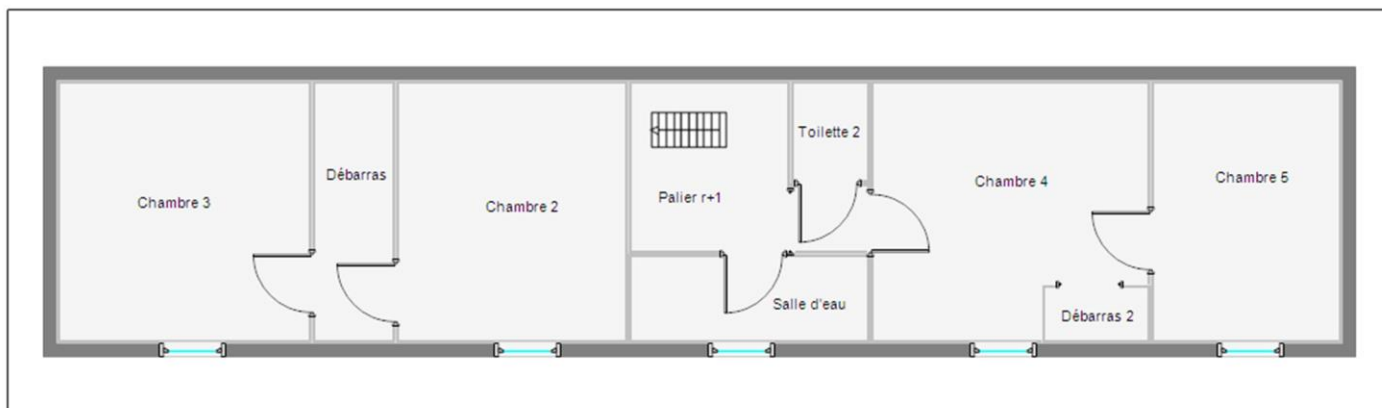 Chambre 3
Débarras
Chambre 2
Palier r+1
Toilette 2
Salle d'eau
Chambre 4
Débarras 2
Chambre 5